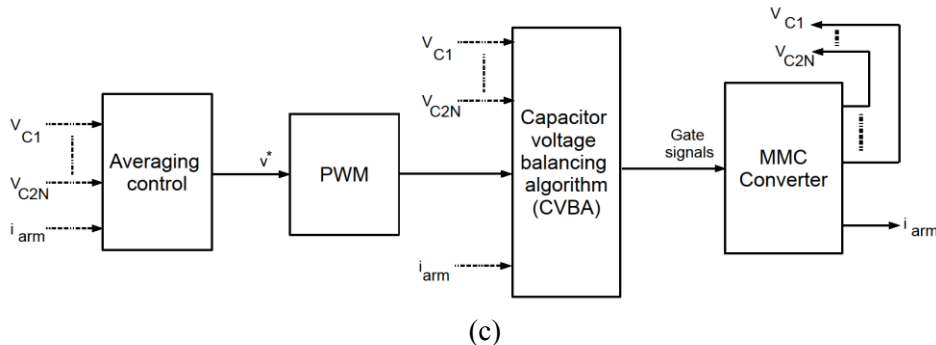 V C1
V C2N
i arm
Averaging
control
v*
PWM
V C1
V C2N
i arm
Capacitor
voltage
balancing
algorithm
(CVBA)
Gate
signals
MMC
Converter
V C1
V C2N
i arm
(c)